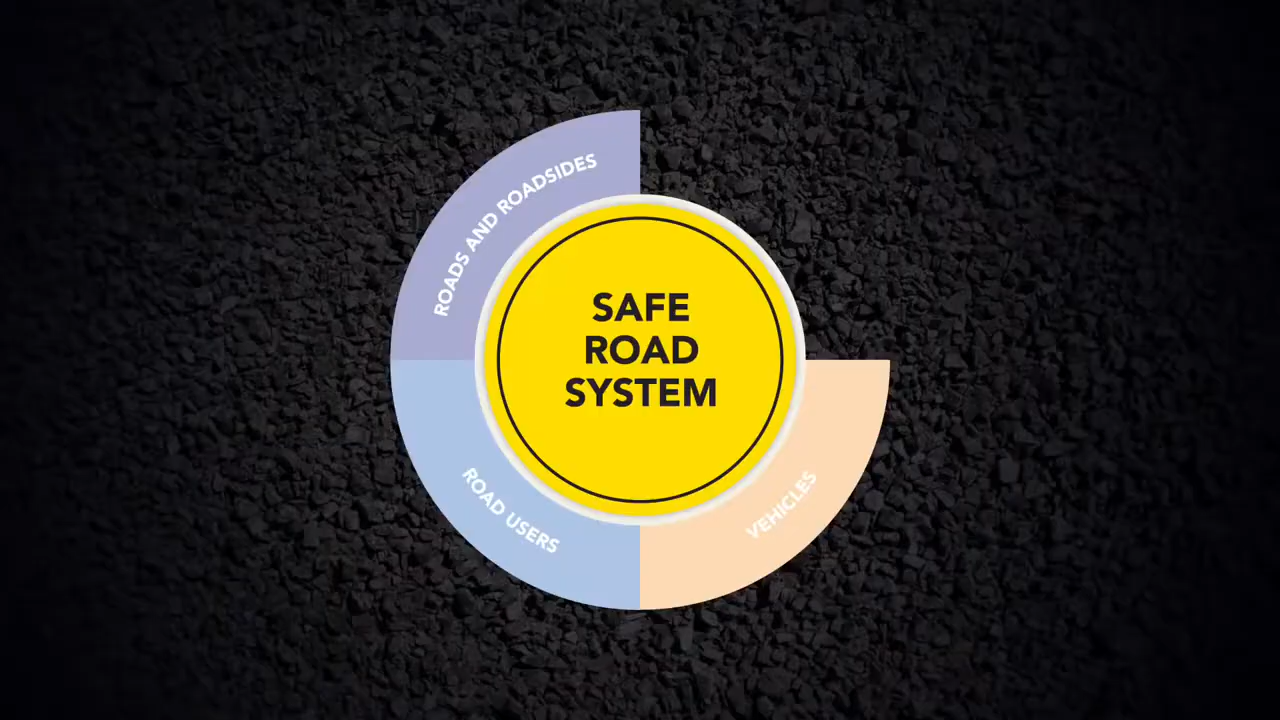 ROADS AND ROADSIDES
SAFE
ROAD
SYSTEM
ROAD USERS
VEHICLES